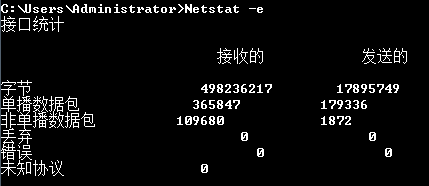 C:\Users\Administrator>Netstat -e
接口统计
接收的 发送的
字节 498236217 17895749
单播数据包 365847 179336
非单播数据包 109680 1872
丢弃 0 0
错误 0 0
未知协议 0